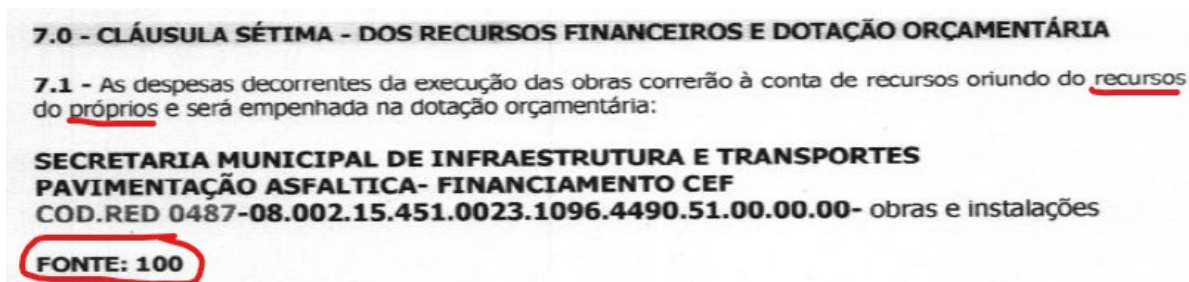 7.0 - CLÁUSULA SÉTIMA - DOS RECURSOS FINANCEIROS E DOTAÇÃO ORÇAMENTÁRIA
7.1 - As despesas decorrentes da execução das obras correrão à conta de recursos oriundo do recursos
do próprios e será empenhada na dotação orçamentária:
SECRETARIA MUNICIPAL DE INFRAESTRUTURA E TRANSPORTES
PAVIMENTAÇÃO ASFALTICA- FINANCIAMENTO CEF
COD.RED 0487-08.002.15.451.0023.1096.4490.51.00.00.00- obras e instalações
FONTE: 100